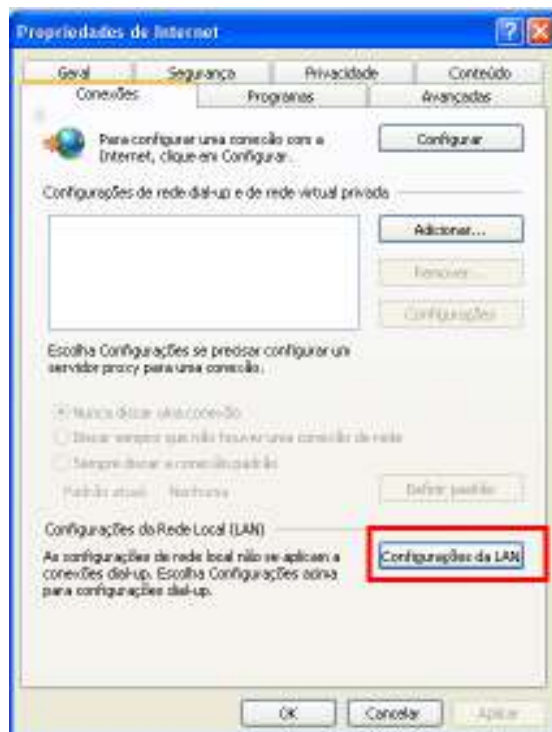 Propriedades de Internet
Geral Segurança Privacidade Conteúdo
Conexões Programas Avançadas
Para configurar uma conexão com a
Internet, clique em Configurar.
Configurar
Configurações de rede dial-up e de rede virtual privada
Adicionar...
Remover...
Configurações
Escolha Configurações se precisar configurar um
servidor proxy para uma conexão.
Nunca discar uma conexão
Discar sempre que não houver uma conexão de rede
Sempre discar a conexão padrão
Padrão atual: Nenhuma
Definir padrão
Configurações da Rede Local (LAN)
As configurações de rede local não se aplicam a
conexões dial-up. Escolha Configurações acima
para configurações dial-up.
Configurações da LAN
OK Cancelar Aplicar